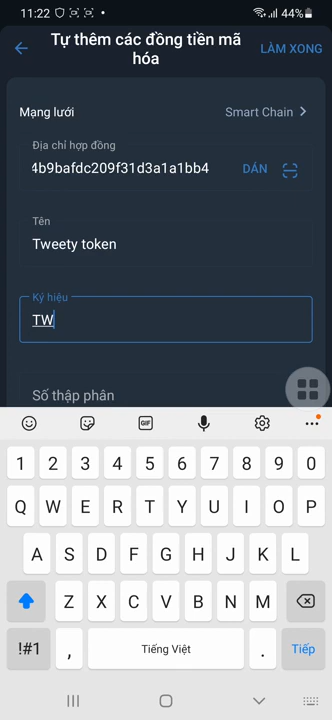 11:22
44%
Tự thêm các đồng tiền mã
hóa
LÀM XONG
Mạng lưới
Smart Chain
Địa chỉ hợp đồng
4b9bafdc209f31d3a1a1bb4
DÁN
Tên
Tweety token
Ký hiệu
TW
Số thập phân
GIF
1 2 3 4 5 6 7 8 9 0
Q W E R T Y U I O P
A S D F G H J K L
Z X C V B N M
!#1 , Tiếng Việt . Tiếp